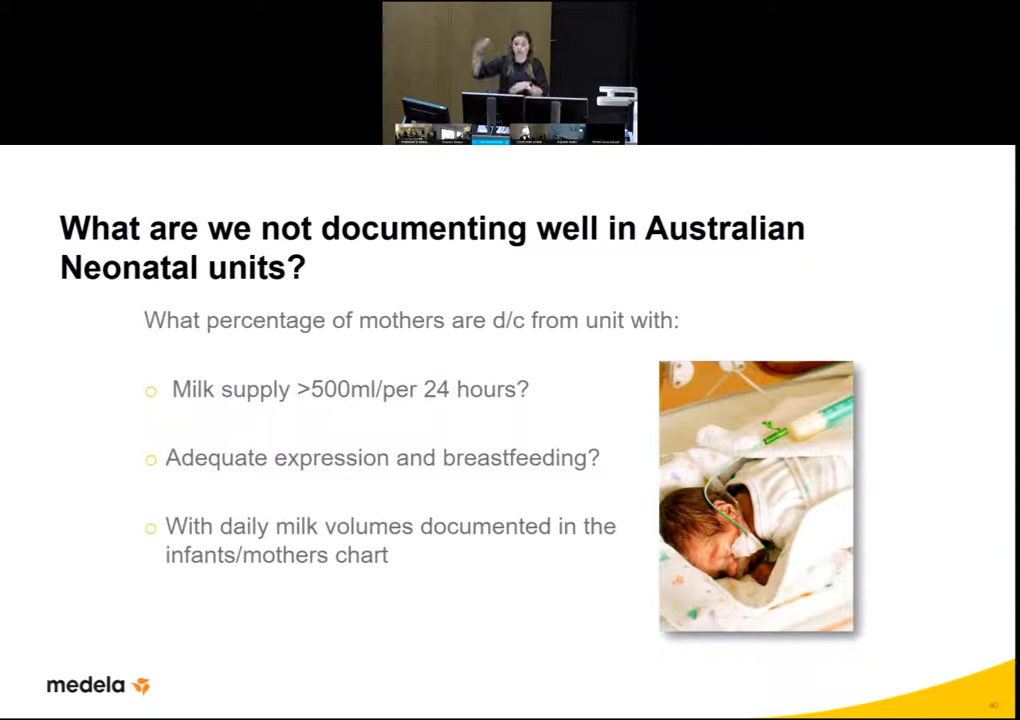 What are we not documenting well in Australian
Neonatal units?
What percentage of mothers are d/c from unit with:
Milk supply >500ml/per 24 hours?
Adequate expression and breastfeeding?
With daily milk volumes documented in the
infants/mothers chart
medela
40